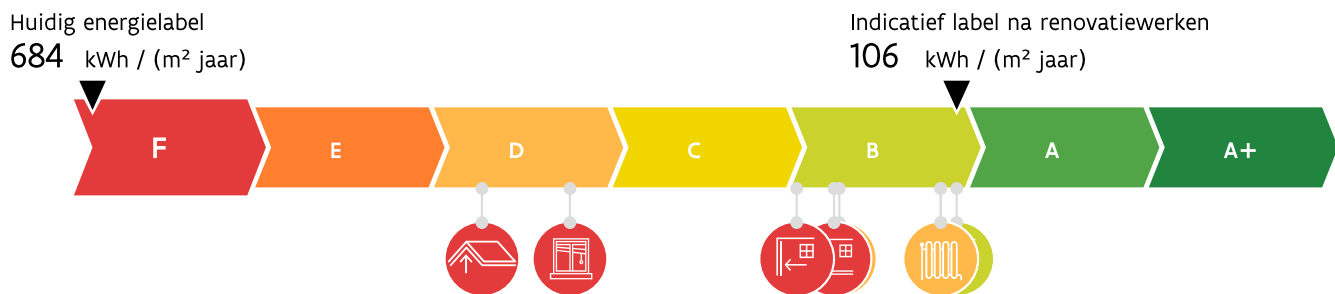 Huidig energielabel
684 kWh / (m² jaar)
Indicatief label na renovatiewerken
106 kWh / (m² jaar)
F E D C B A A+